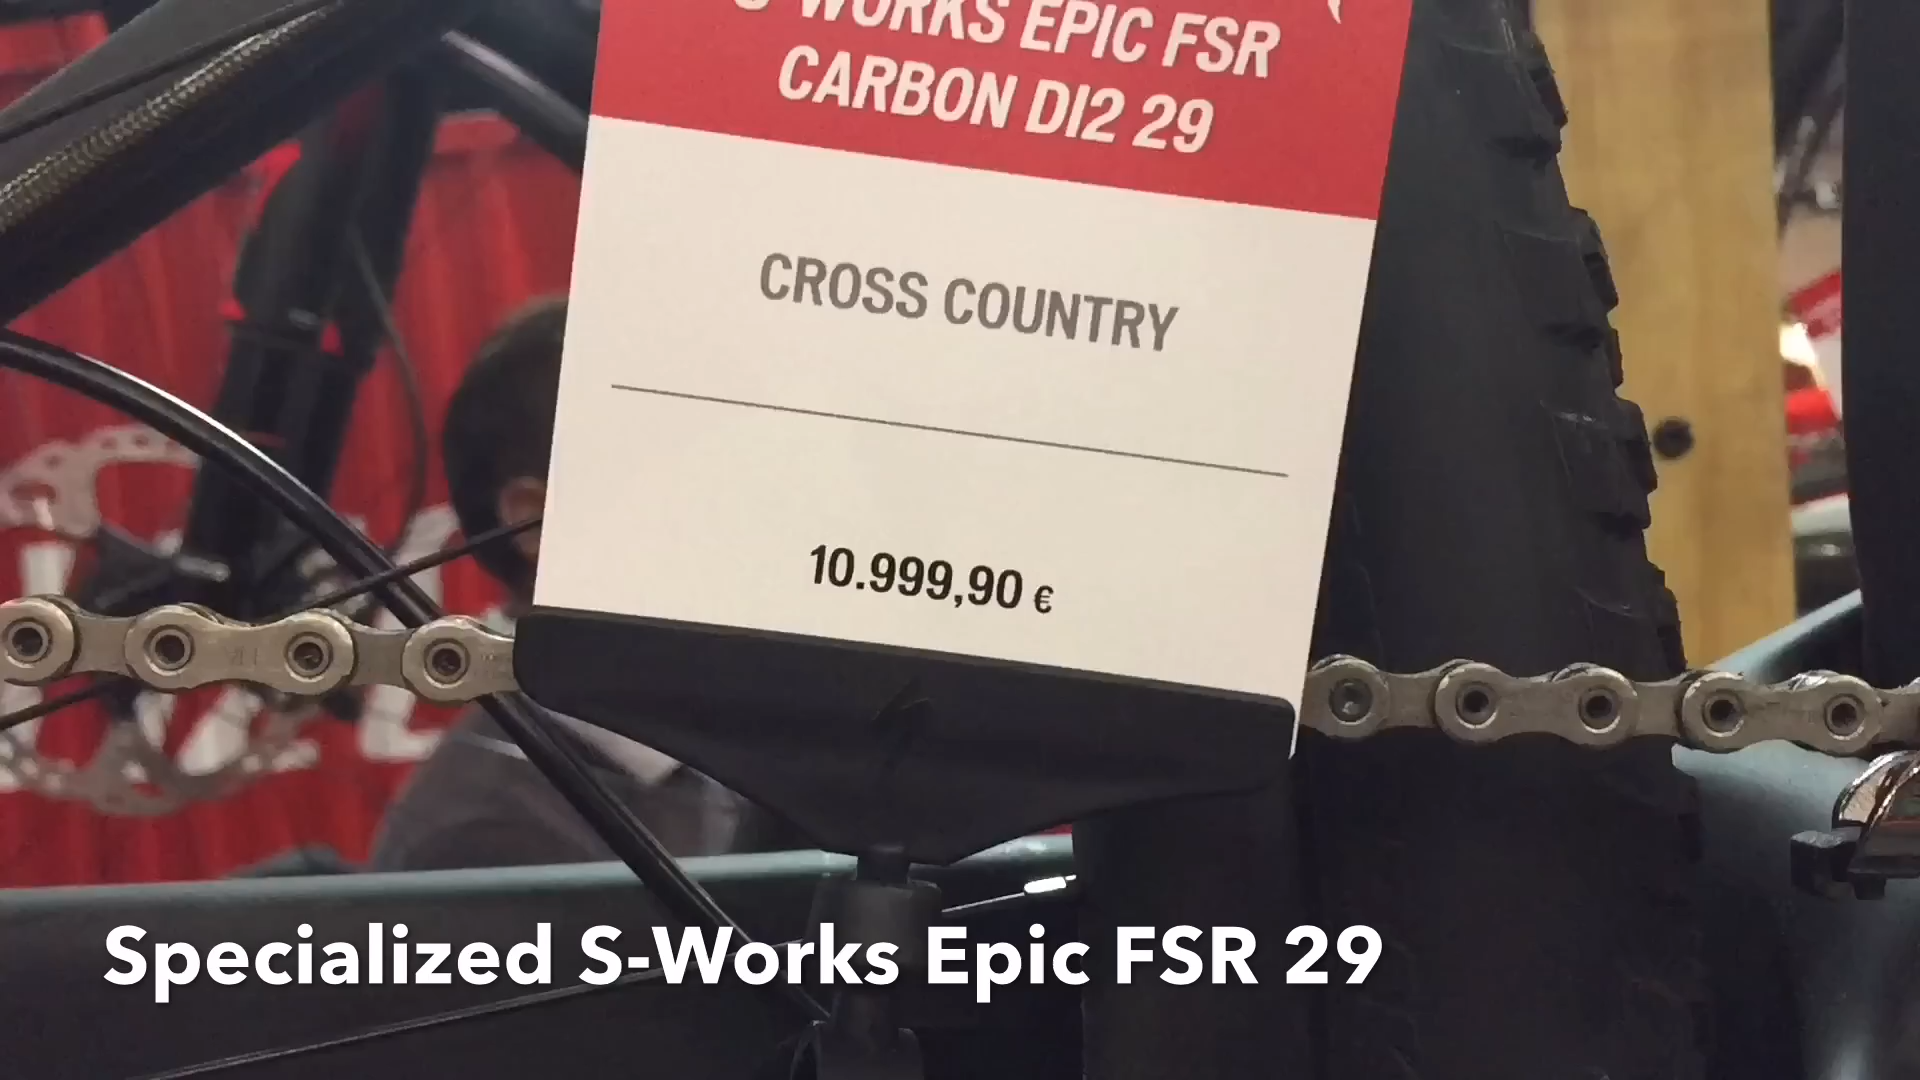 S-WORKS EPIC FSR
CARBON DI2 29
CROSS COUNTRY
10.999,90 €
Specialized S-Works Epic FSR 29